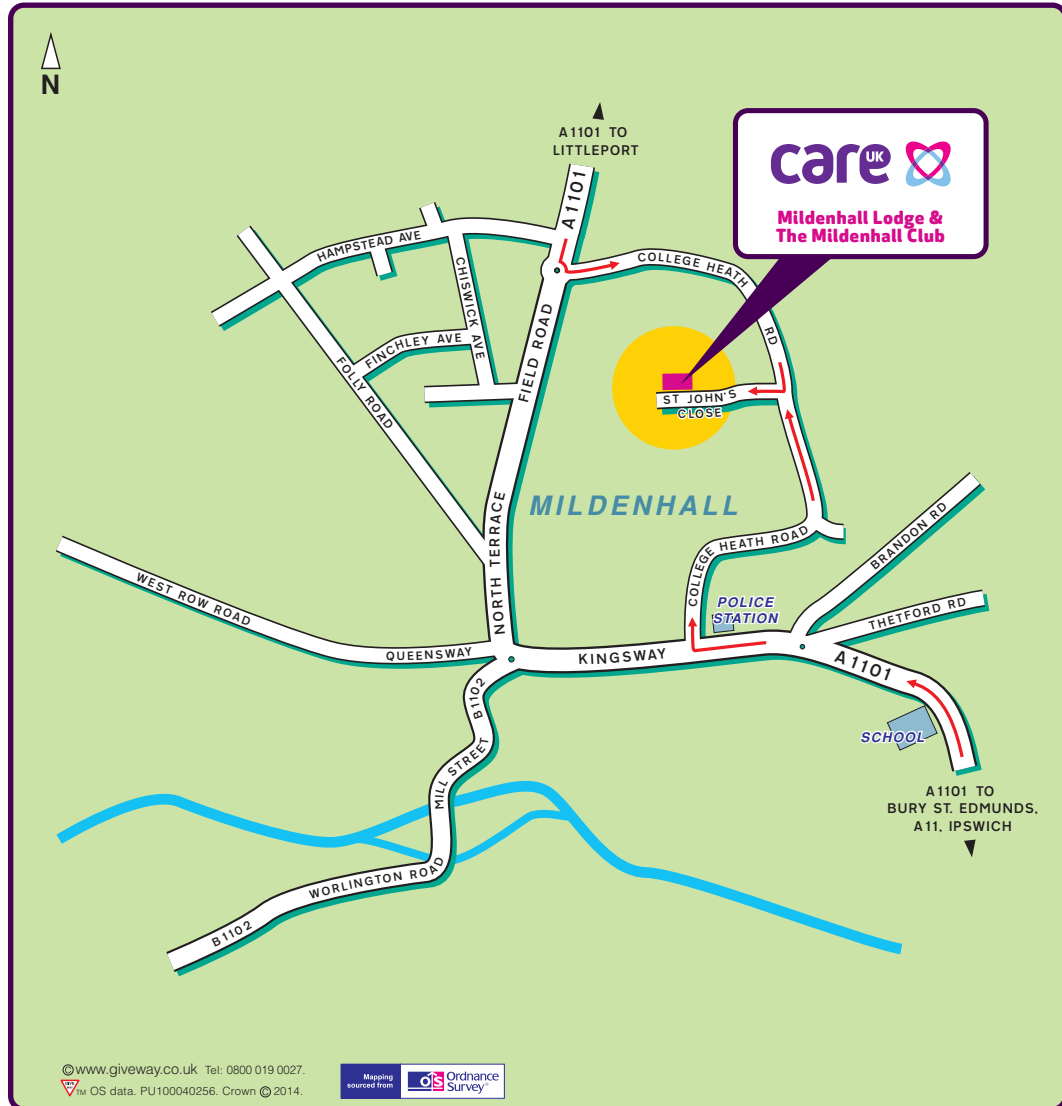 N
A1101 TO
LITTLEPORT
care UK
Mildenhall Lodge &
The Mildenhall Club
A1101
HAMPSTEAD AVE
CHISWICK AVE
COLLEGE HEATH
RD
FINCHLEY AVE
FOLLY ROAD
FIELD ROAD
ST JOHN'S
CLOSE
MILDENHALL
NORTH TERRACE
BRANDON RD
COLLEGE HEATH ROAD
WEST ROW ROAD
POLICE
STATION
THETFORD RD
QUEENSWAY
KINGSWAY
A1101
B1102
SCHOOL
MILL STREET
A1101 TO
BURY ST. EDMUNDS,
A11, IPSWICH
WORLINGTON ROAD
B1102
© www.giveway.co.uk Tel: 0800 019 0027.
GIVE WAY TM OS data. PU100040256. Crown © 2014.
Mapping
sourced from
OS Ordnance
Survey®